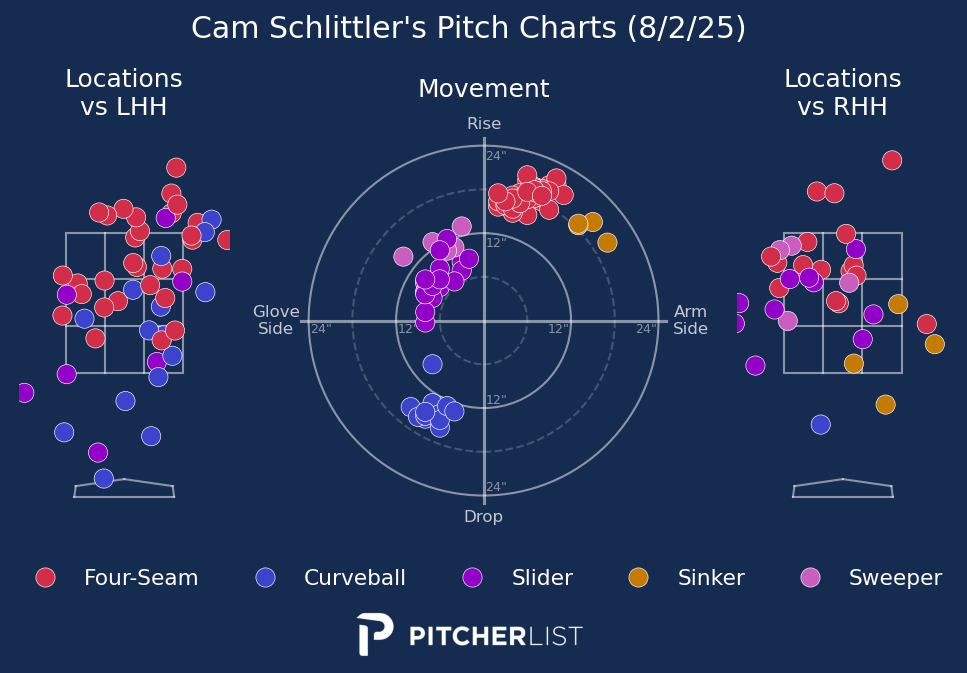 Cam Schlittler's Pitch Charts (8/2/25)
Locations
vs LHH
Movement
Locations
vs RHH
Rise
24"
12"
Glove
Side
24"
12"
12"
24"
Arm
Side
12"
24"
Drop
Four-Seam
Curveball
Slider
Sinker
Sweeper
PITCHERLIST